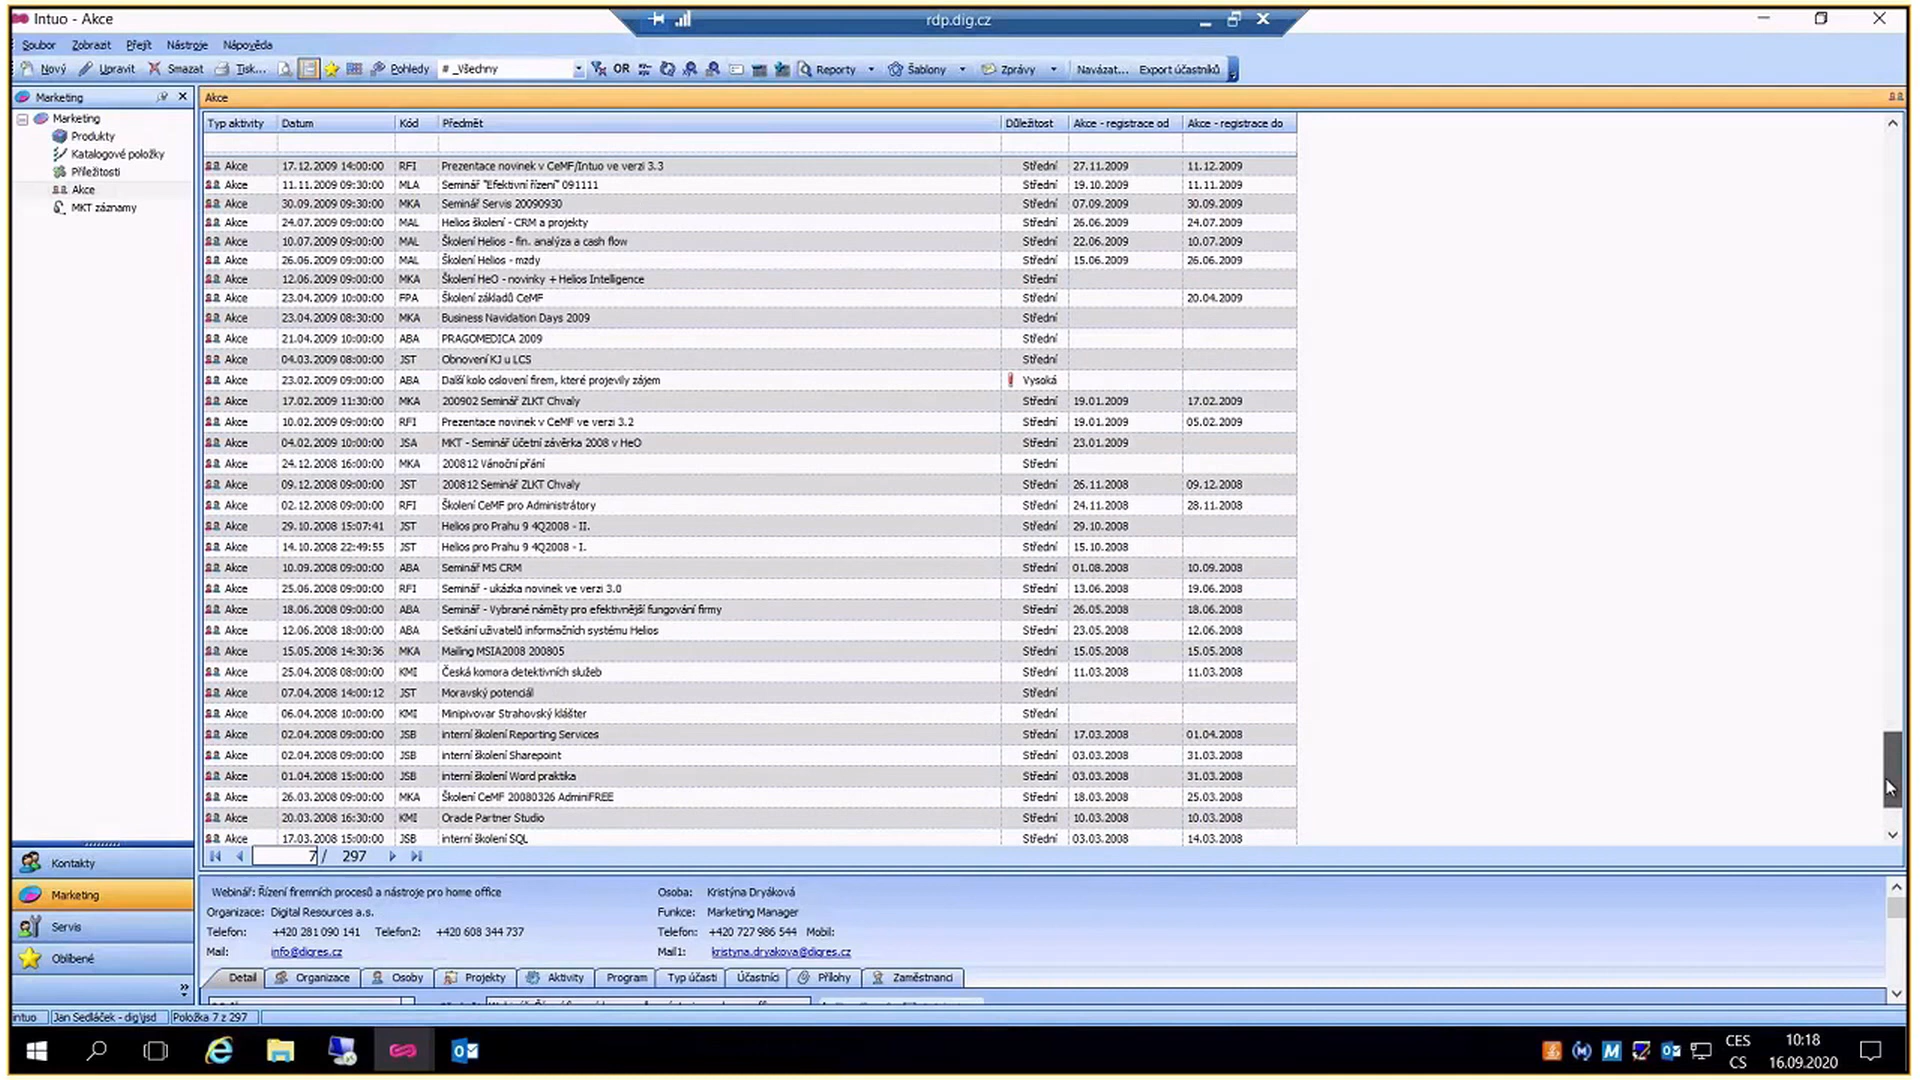 Intuo - Akce
rdp.dig.cz
Soubor Zobrazit Přejít Nástroje Nápověda
Nový Upravit Smazat Tisk... Pohledy # _Všechny OR Reporty Šablony Zprávy Navázat... Export účastníků
Marketing
Akce
Marketing
Produkty
Katalogové položky
Příležitosti
Akce
MKT záznamy
Typ aktivity Datum Kód Předmět Důležitost Akce - registrace od Akce - registrace do
Akce 17.12.2009 14:00:00 RFI Prezentace novinek v CeMF/Intuo ve verzi 3.3 Střední 27.11.2009 11.12.2009
Akce 11.11.2009 09:30:00 MLA Seminář "Efektivní řízení" 091111 Střední 19.10.2009 11.11.2009
Akce 30.09.2009 09:30:00 MKA Seminář Servis 20090930 Střední 07.09.2009 30.09.2009
Akce 24.07.2009 09:00:00 MAL Helios školení - CRM a projekty Střední 26.06.2009 24.07.2009
Akce 10.07.2009 09:00:00 MAL Školení Helios - fin. analýza a cash flow Střední 22.06.2009 10.07.2009
Akce 26.06.2009 09:00:00 MAL Školení Helios - mzdy Střední 15.06.2009 26.06.2009
Akce 12.06.2009 09:00:00 MKA Školení HeO - novinky + Helios Intelligence Střední
Akce 23.04.2009 10:00:00 FPA Školení základů CeMF Střední 20.04.2009
Akce 23.04.2009 08:30:00 MKA Business Navidation Days 2009 Střední
Akce 21.04.2009 10:00:00 ABA PRAGOMEDICA 2009 Střední
Akce 04.03.2009 08:00:00 JST Obnovení KJ u LCS Střední
Akce 23.02.2009 09:00:00 ABA Další kolo oslovení firem, které projevily zájem Vysoká
Akce 17.02.2009 11:30:00 MKA 200902 Seminář ZLKT Chvaly Střední 19.01.2009 17.02.2009
Akce 10.02.2009 09:00:00 RFI Prezentace novinek v CeMF ve verzi 3.2 Střední 19.01.2009 05.02.2009
Akce 04.02.2009 10:00:00 JSA MKT - Seminář účetní závěrka 2008 v HeO Střední 23.01.2009
Akce 24.12.2008 16:00:00 MKA 200812 Vánoční přání Střední
Akce 09.12.2008 09:00:00 JST 200812 Seminář ZLKT Chvaly Střední 26.11.2008 09.12.2008
Akce 02.12.2008 09:00:00 RFI Školení CeMF pro Administrátory Střední 24.11.2008 28.11.2008
Akce 29.10.2008 15:07:41 JST Helios pro Prahu 9 4Q2008 - II. Střední 29.10.2008
Akce 14.10.2008 22:49:55 JST Helios pro Prahu 9 4Q2008 - I. Střední 15.10.2008
Akce 10.09.2008 09:00:00 ABA Seminář MS CRM Střední 01.08.2008 10.09.2008
Akce 25.06.2008 09:00:00 RFI Seminář - ukázka novinek ve verzi 3.0 Střední 13.06.2008 19.06.2008
Akce 18.06.2008 09:00:00 ABA Seminář - Vybrané náměty pro efektivnější fungování firmy Střední 26.05.2008 18.06.2008
Akce 12.06.2008 18:00:00 ABA Setkání uživatelů informačních systému Helios Střední 23.05.2008 12.06.2008
Akce 15.05.2008 14:30:36 MKA Mailing MSIA2008 200805 Střední 15.05.2008 15.05.2008
Akce 25.04.2008 08:00:00 KMI Česká komora detektivních služeb Střední 11.03.2008 11.03.2008
Akce 07.04.2008 14:00:12 JST Moravský potenciál Střední
Akce 06.04.2008 10:00:00 KMI Minipivovar Strahovský klášter Střední
Akce 02.04.2008 09:00:00 JSB interní školení Reporting Services Střední 17.03.2008 01.04.2008
Akce 02.04.2008 09:00:00 JSB interní školení Sharepoint Střední 03.03.2008 31.03.2008
Akce 01.04.2008 15:00:00 JSB interní školení Word praktika Střední 03.03.2008 31.03.2008
Akce 26.03.2008 09:00:00 MKA Školení CeMF 20080326 AdminiFREE Střední 18.03.2008 25.03.2008
Akce 20.03.2008 16:30:00 KMI Oracle Partner Studio Střední 10.03.2008 10.03.2008
Akce 17.03.2008 15:00:00 JSB interní školení SQL Střední 03.03.2008 14.03.2008
7 / 297
Kontakty
Marketing
Servis
Oblíbené
Webinář: Řízení firemních procesů a nástroje pro home office Osoba: Kristýna Dryáková
Organizace: Digital Resources a.s. Funkce: Marketing Manager
Telefon: +420 281 090 141 Telefon2: +420 608 344 737 Telefon: +420 727 986 544 Mobil:
Mail: info@digres.cz Mail1: kristyna.dryakova@digres.cz
Detail Organizace Osoby Projekty Aktivity Program Typ účasti Účastníci Přílohy Zaměstnanci
intuo Jan Sedláček - dig\jsd Položka 7 z 297
CES 10:18
CS 16.09.2020